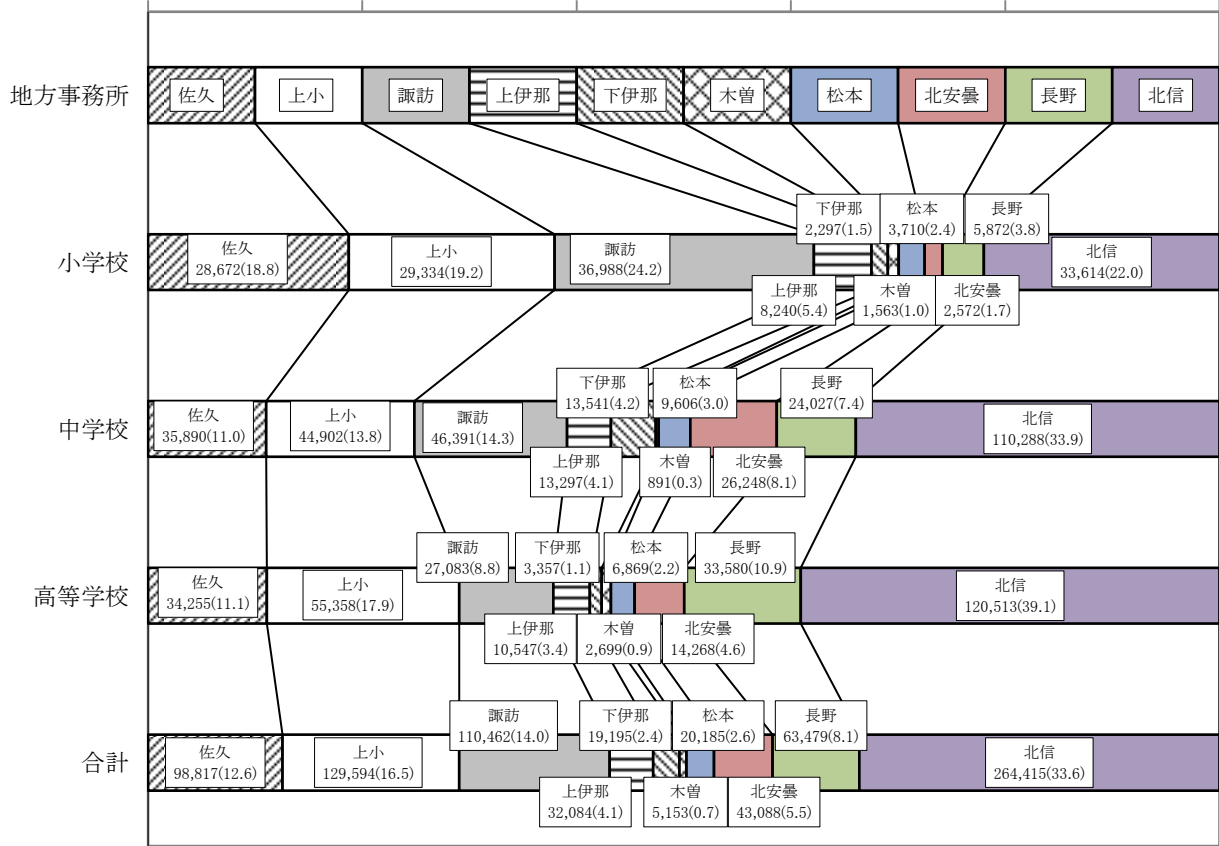 地方事務所
佐久
上小
諏訪
上伊那
下伊那
木曽
松本
北安曇
長野
北信
小学校
佐久
28,672(18.8)
上小
29,334(19.2)
諏訪
36,988(24.2)
上伊那
8,240(5.4)
下伊那
2,297(1.5)
木曽
1,563(1.0)
松本
3,710(2.4)
北安曇
2,572(1.7)
長野
5,872(3.8)
北信
33,614(22.0)
中学校
佐久
35,890(11.0)
上小
44,902(13.8)
諏訪
46,391(14.3)
上伊那
13,297(4.1)
下伊那
13,541(4.2)
木曽
891(0.3)
松本
9,606(3.0)
北安曇
26,248(8.1)
長野
24,027(7.4)
北信
110,288(33.9)
高等学校
佐久
34,255(11.1)
上小
55,358(17.9)
諏訪
27,083(8.8)
上伊那
10,547(3.4)
下伊那
3,357(1.1)
木曽
2,699(0.9)
松本
6,869(2.2)
北安曇
14,268(4.6)
長野
33,580(10.9)
北信
120,513(39.1)
合計
佐久
98,817(12.6)
上小
129,594(16.5)
諏訪
110,462(14.0)
上伊那
32,084(4.1)
下伊那
19,195(2.4)
木曽
5,153(0.7)
松本
20,185(2.6)
北安曇
43,088(5.5)
長野
63,479(8.1)
北信
264,415(33.6)